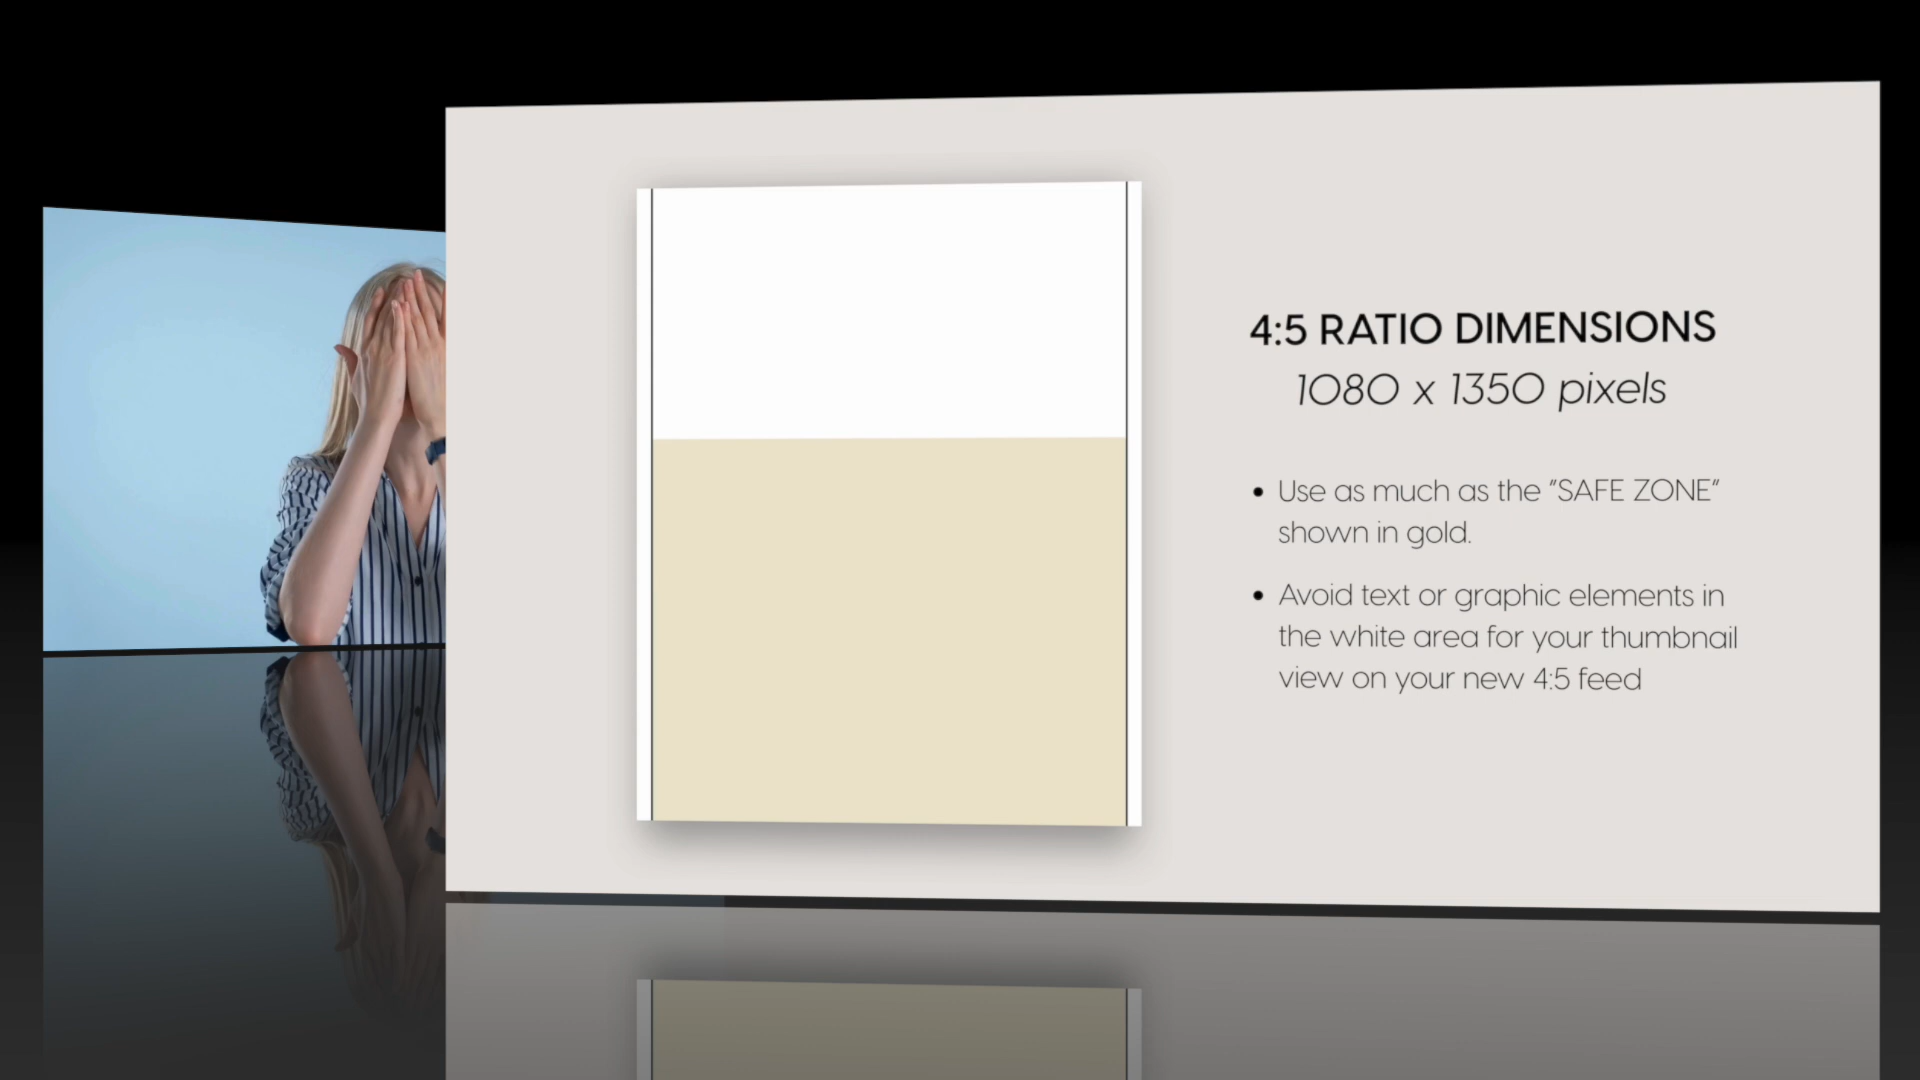 4:5 RATIO DIMENSIONS
1080 x 1350 pixels
• Use as much as the "SAFE ZONE"
shown in gold.
• Avoid text or graphic elements in
the white area for your thumbnail
view on your new 4:5 feed